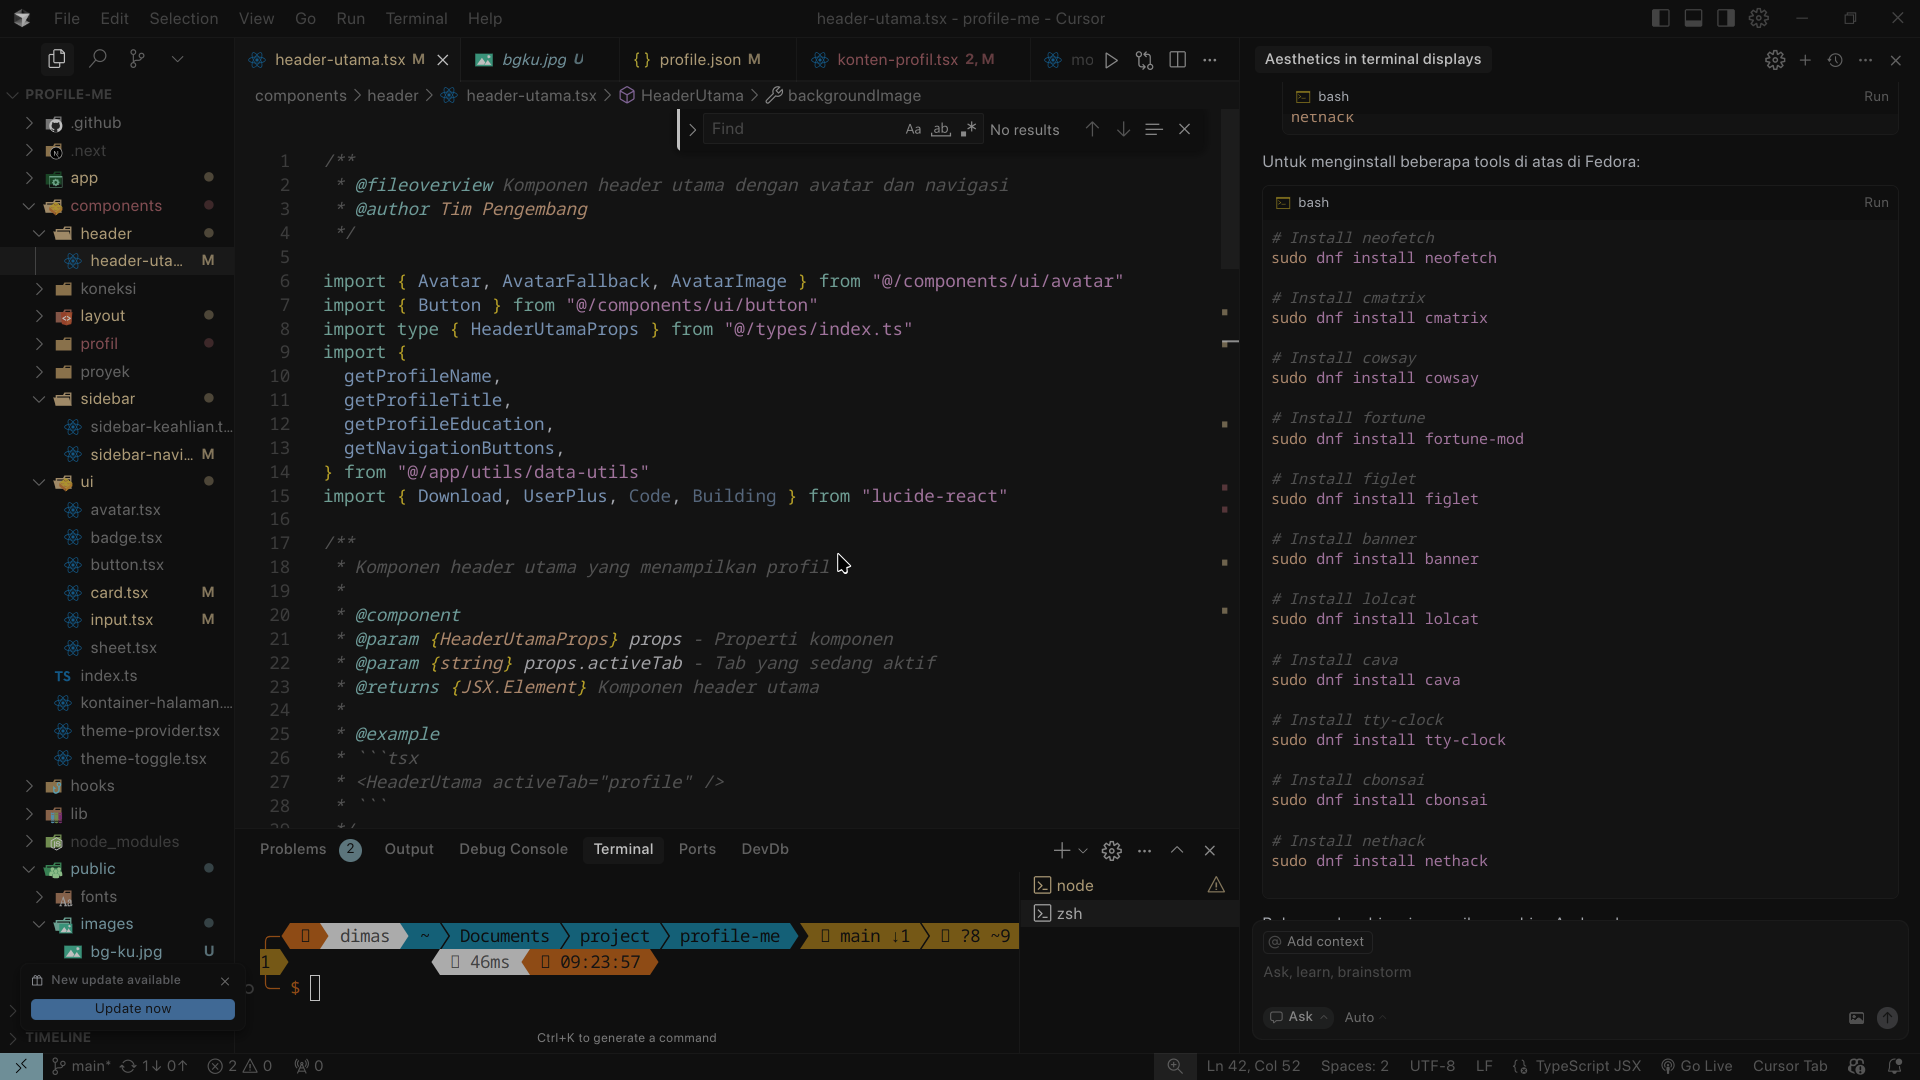 File Edit Selection View Go Run Terminal Help
header-utama.tsx - profile-me - Cursor
PROFILE-ME
.github
.next
app
components
header
header-uta... M
koneksi
layout
profil
proyek
sidebar
sidebar-keahlian.t...
sidebar-navi... M
ui
avatar.tsx
badge.tsx
button.tsx
card.tsx M
input.tsx M
sheet.tsx
TS index.ts
kontainer-halaman....
theme-provider.tsx
theme-toggle.tsx
hooks
lib
node_modules
public
fonts
images
bg-ku.jpg U
New update available
Update now
TIMELINE
header-utama.tsx M
bgku.jpg U
{} profile.json M
konten-profil.tsx 2, M
mo
components > header > header-utama.tsx > HeaderUtama > backgroundImage
Find
Aa ab .*
No results
1 /**
2 * @fileoverview Komponen header utama dengan avatar dan navigasi
3 * @author Tim Pengembang
4 */
5
6 import { Avatar, AvatarFallback, AvatarImage } from "@/components/ui/avatar"
7 import { Button } from "@/components/ui/button"
8 import type { HeaderUtamaProps } from "@/types/index.ts"
9 import {
10 getProfileName,
11 getProfileTitle,
12 getProfileEducation,
13 getNavigationButtons,
14 } from "@/app/utils/data-utils"
15 import { Download, UserPlus, Code, Building } from "lucide-react"
16
17 /**
18 * Komponen header utama yang menampilkan profil
19 *
20 * @component
21 * @param {HeaderUtamaProps} props - Properti komponen
22 * @param {string} props.activeTab - Tab yang sedang aktif
23 * @returns {JSX.Element} Komponen header utama
24 *
25 * @example
26 * ```tsx
27 * <HeaderUtama activeTab="profile" />
28 * ```
29 */
Problems 2 Output Debug Console Terminal Ports DevDb
node
zsh
dimas ~ Documents project profile-me main ↓1 ?8 ~9
1 46ms 09:23:57
$
Ctrl+K to generate a command
Aesthetics in terminal displays
bash Run
nethack
Untuk menginstall beberapa tools di atas di Fedora:
bash Run
# Install neofetch
sudo dnf install neofetch
# Install cmatrix
sudo dnf install cmatrix
# Install cowsay
sudo dnf install cowsay
# Install fortune
sudo dnf install fortune-mod
# Install figlet
sudo dnf install figlet
# Install banner
sudo dnf install banner
# Install lolcat
sudo dnf install lolcat
# Install cava
sudo dnf install cava
# Install tty-clock
sudo dnf install tty-clock
# Install cbonsai
sudo dnf install cbonsai
# Install nethack
sudo dnf install nethack
@ Add context
Ask, learn, brainstorm
Ask Auto
main* 1↓ 0↑ 2 0 0
Ln 42, Col 52 Spaces: 2 UTF-8 LF {} TypeScript JSX Go Live Cursor Tab